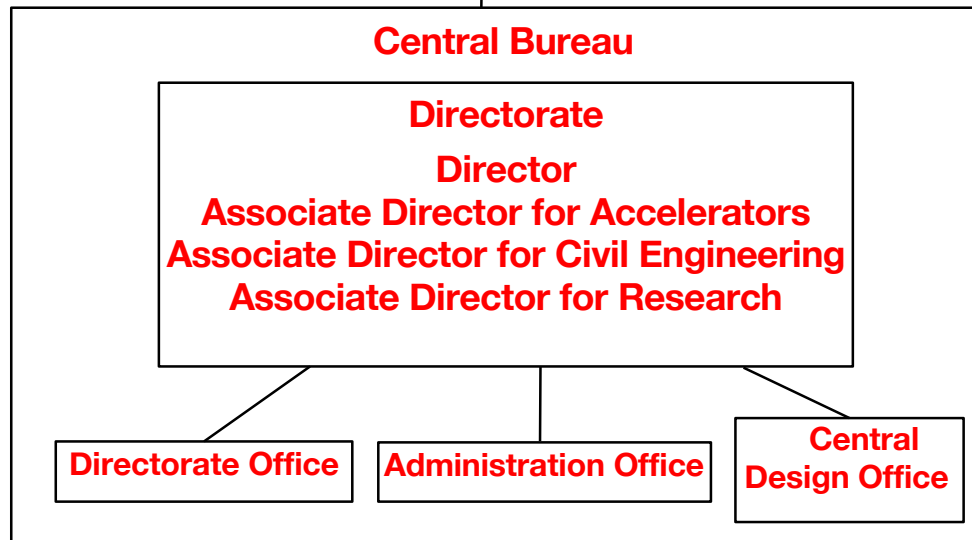 Central Bureau
Directorate
Director
Associate Director for Accelerators
Associate Director for Civil Engineering
Associate Director for Research
Directorate Office
Administration Office
Central
Design Office